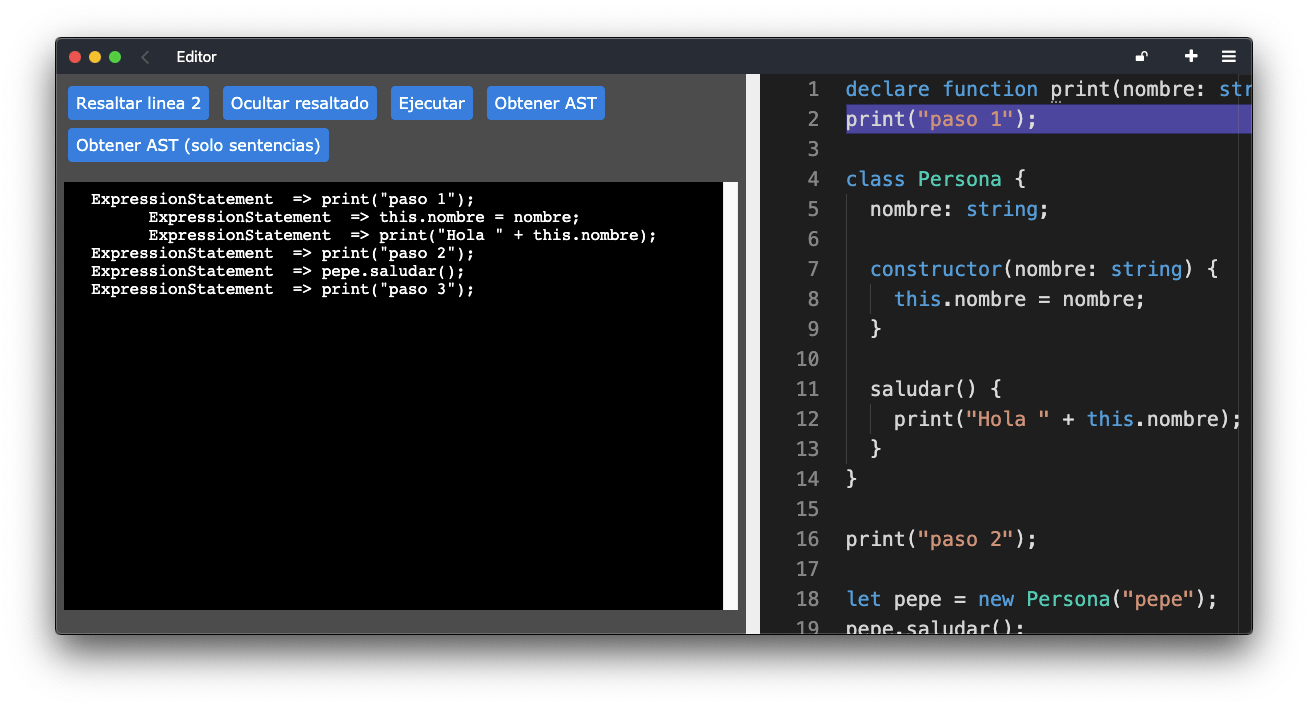 Editor
Resaltar linea 2 Ocultar resaltado Ejecutar Obtener AST
Obtener AST (solo sentencias)
ExpressionStatement => print("paso 1");
ExpressionStatement => this.nombre = nombre;
ExpressionStatement => print("Hola " + this.nombre);
ExpressionStatement => print("paso 2");
ExpressionStatement => pepe.saludar();
ExpressionStatement => print("paso 3");
1 declare function print(nombre: str
2 print("paso 1");
3
4 class Persona {
5 nombre: string;
6
7 constructor(nombre: string) {
8 this.nombre = nombre;
9 }
10
11 saludar() {
12 print("Hola " + this.nombre);
13 }
14 }
15
16 print("paso 2");
17
18 let pepe = new Persona("pepe");
19 pepe.saludar();